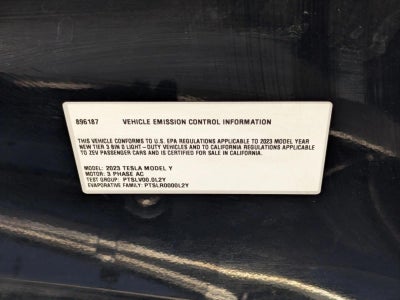 896187 VEHICLE EMISSION CONTROL INFORMATION
THIS VEHICLE CONFORMS TO U.S. EPA REGULATIONS APPLICABLE TO 2023 MODEL YEAR
NEW TIER 3 BIN 0 LIGHT-DUTY VEHICLES AND TO CALIFORNIA REGULATIONS APPLICABLE
TO ZEV PASSENGER CARS AND IS CERTIFIED FOR SALE IN CALIFORNIA.
MODEL: 2023 TESLA MODEL Y
MOTOR: 3 PHASE AC
TEST GROUP: PTSLV00.0L2Y
EVAPORATIVE FAMILY: PTSLR0000L2Y